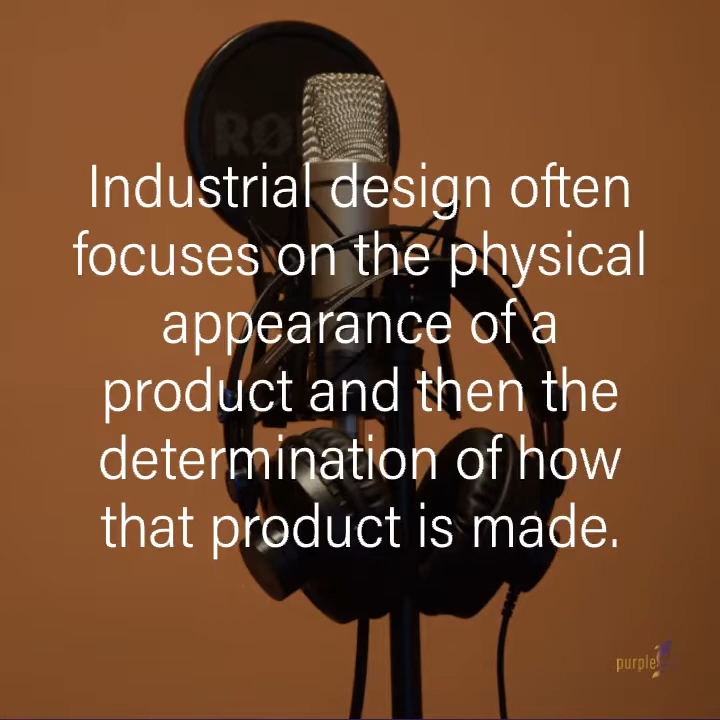 RØ
Industrial design often
focuses on the physical
appearance of a
product and then the
determination of how
that product is made.
purple